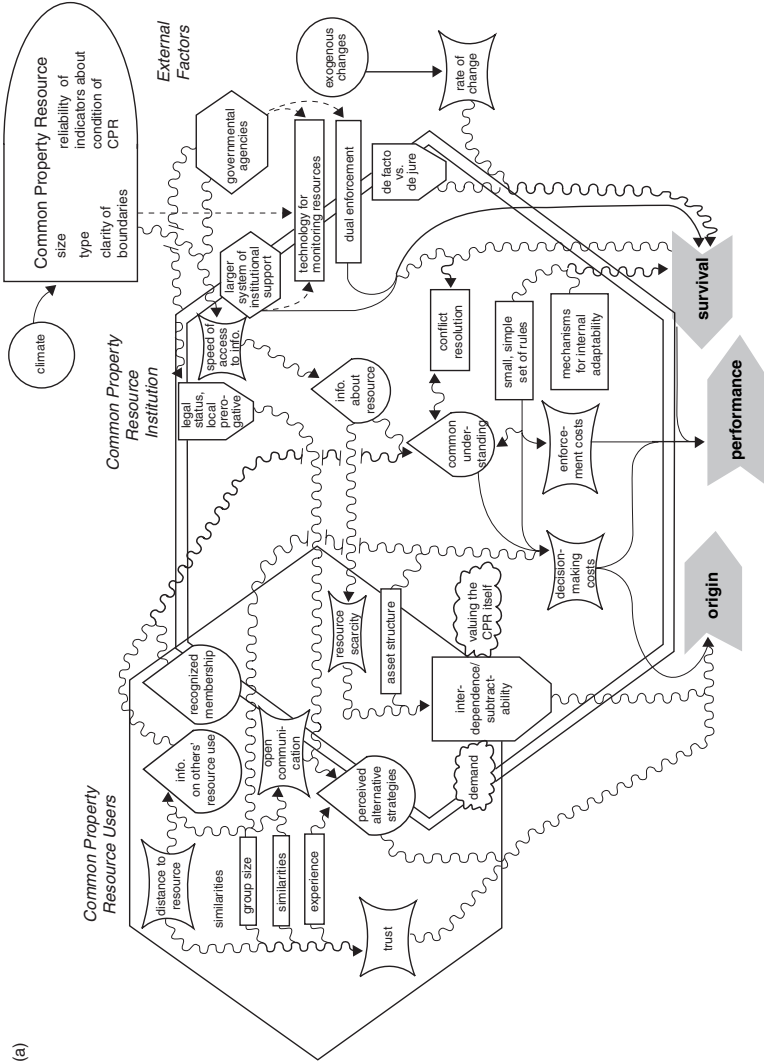 (a)
Common Property
Resource Users
distance to
resource
similarities
group size
similarities
experience
trust
info.
on others'
resource use
recognized
membership
open
communi-
cation
perceived
alternative
strategies
demand
inter-
dependence/
subtract-
ability
valuing the
CPR itself
resource
scarcity
asset structure
Common Property
Resource
Institution
legal
status,
local
prero-
gative
speed of
access
to info.
larger
system of
institutional
support
info.
about
resource
common
under-
standing
conflict
resolution
small, simple
set of rules
mechanisms
for internal
adaptability
enforce-
ment costs
decision-
making
costs
technology for
monitoring resources
dual enforcement
de facto
vs.
de jure
External
Factors
climate
Common Property Resource
size
type
clarity of
boundaries
reliability of
indicators about
condition of
CPR
governmental
agencies
exogenous
changes
rate of
change
origin
performance
survival